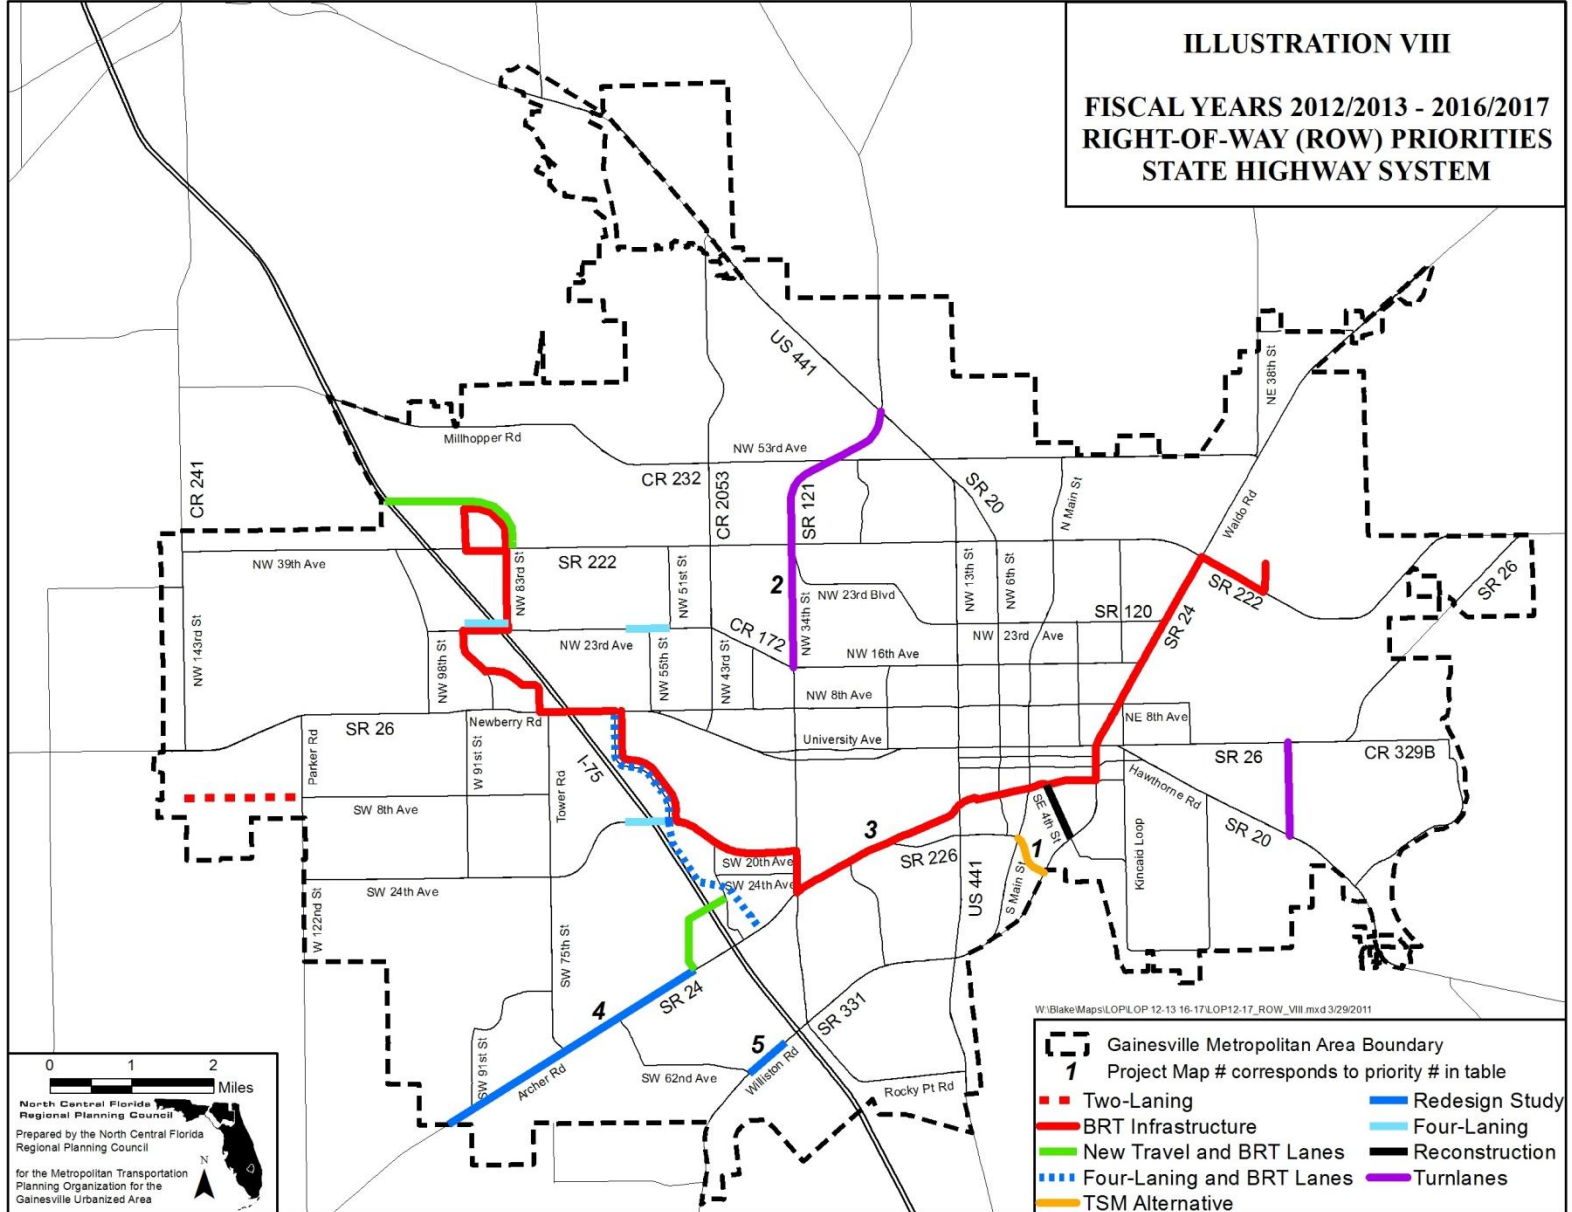 ILLUSTRATION VIII
FISCAL YEARS 2012/2013 - 2016/2017
RIGHT-OF-WAY (ROW) PRIORITIES
STATE HIGHWAY SYSTEM
US 441
NE 38th St
Millhopper Rd
NW 53rd Ave
CR 241
CR 232
CR 2053
SR 121
SR 20
N Main St
Waldo Rd
NW 39th Ave
NW 83rd St
SR 222
NW 51st St
2
NW 34th St
NW 23rd Blvd
NW 13th St
NW 6th St
SR 120
SR 24
SR 222
SR 26
NW 143rd St
NW 98th St
NW 23rd Ave
NW 55th St
NW 43rd St
CR 172
NW 16th Ave
NW 23rd Ave
NW 8th Ave
SR 26
Newberry Rd
University Ave
NE 8th Ave
SR 26
CR 329B
Parker Rd
W 91st St
I-75
Tower Rd
SW 8th Ave
Hawthorne Rd
SR 20
3
SE 4th St
1
SR 226
Kincaid Loop
SW 20th Ave
SW 24th Ave
SW 24th Ave
W 122nd St
US 441
S Main St
SW 75th St
SR 24
4
SR 331
5
Williston Rd
SW 91st St
Archer Rd
SW 62nd Ave
Rocky Pt Rd
W:\Blake\Maps\LOP\LOP 12-13 16-17\LOP12-17_ROW_VIII.mxd 3/29/2011
Gainesville Metropolitan Area Boundary
1 Project Map # corresponds to priority # in table
Two-Laning
BRT Infrastructure
New Travel and BRT Lanes
Four-Laning and BRT Lanes
TSM Alternative
Redesign Study
Four-Laning
Reconstruction
Turnlanes
0 1 2
Miles
North Central Florida
Regional Planning Council
Prepared by the North Central Florida
Regional Planning Council
for the Metropolitan Transportation
Planning Organization for the
Gainesville Urbanized Area
N